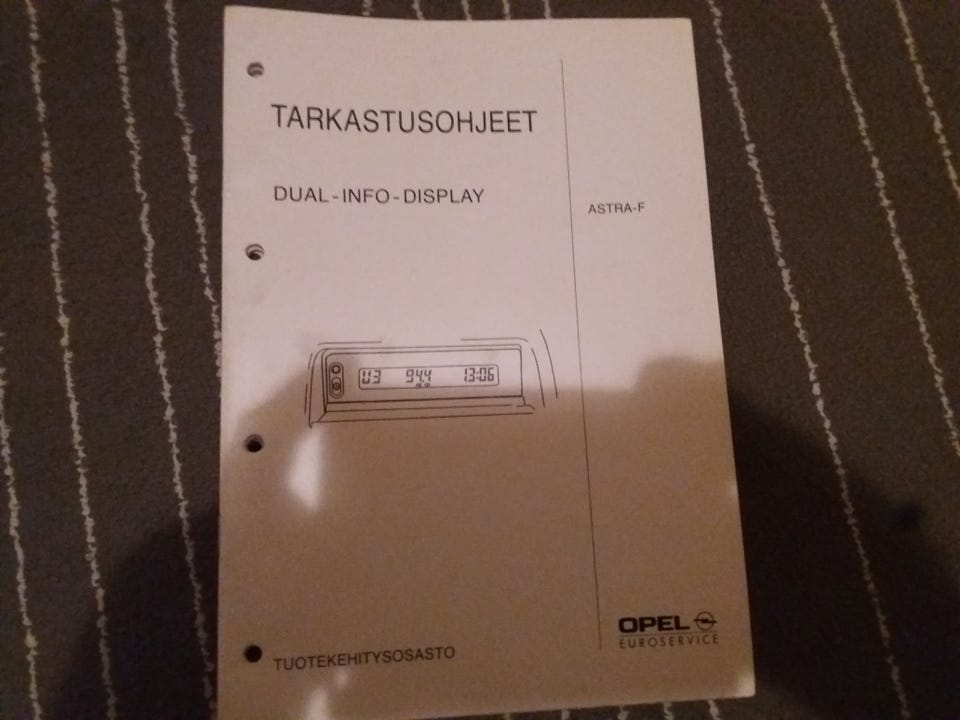 TARKASTUSOHJEET
DUAL-INFO-DISPLAY
ASTRA-F
U3 94.4 13:06
OPEL
EUROSERVICE
TUOTEKEHITYSOSASTO